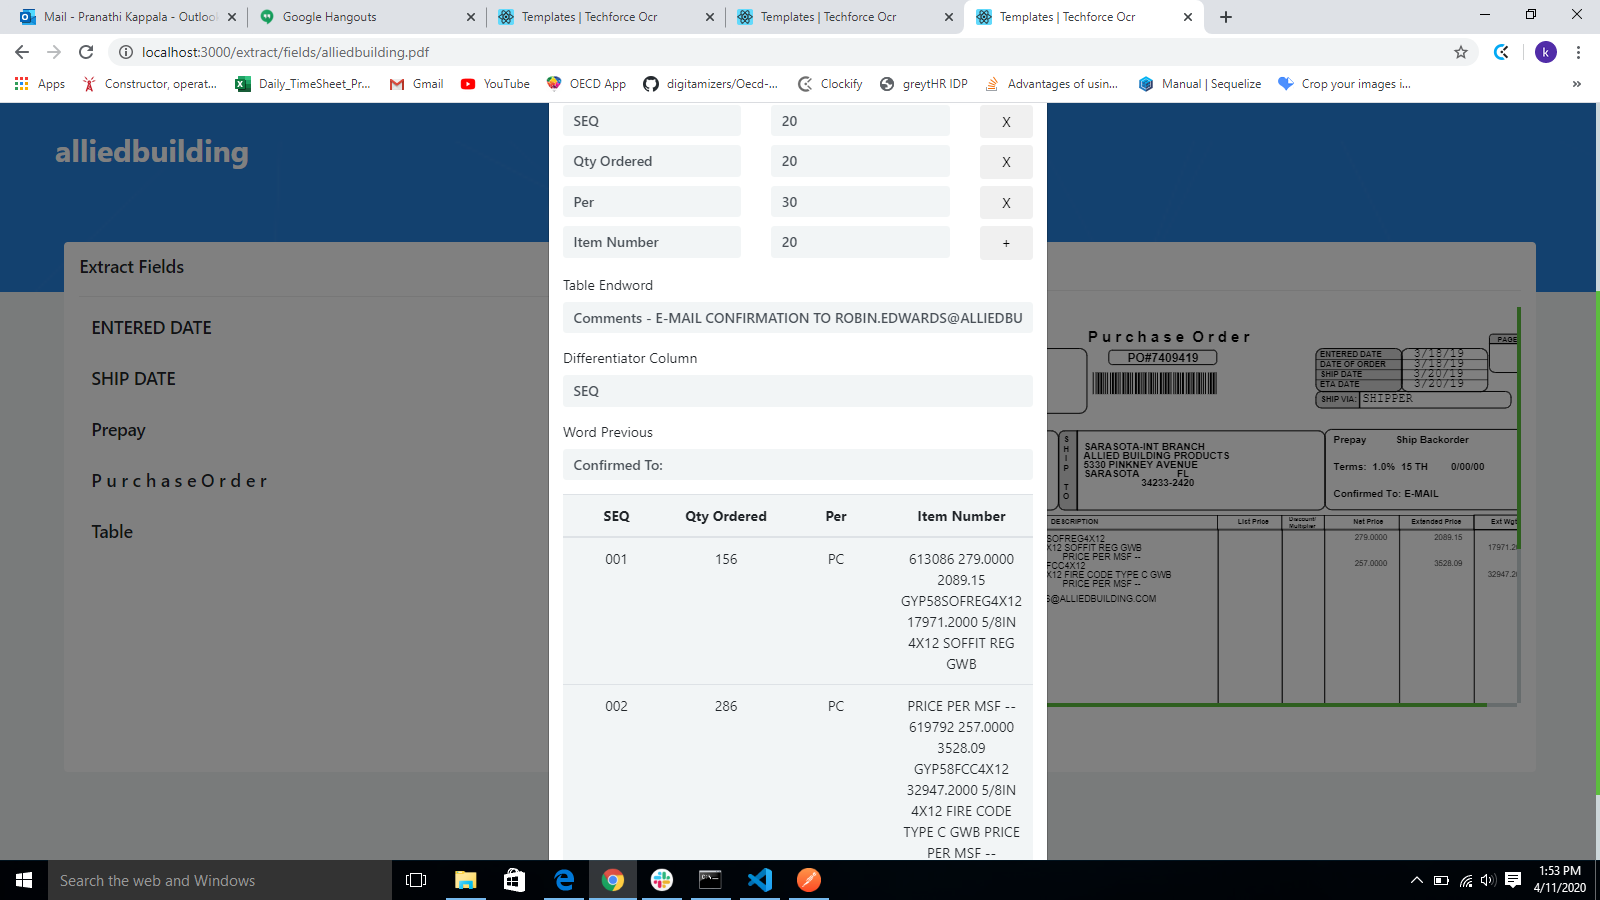 Mail - Pranathi Kappala - Outlook
Google Hangouts
Templates | Techforce Ocr
Templates | Techforce Ocr
Templates | Techforce Ocr
localhost:3000/extract/fields/alliedbuilding.pdf
k
Apps
Constructor, operat...
Daily_TimeSheet_Pr...
Gmail
YouTube
OECD App
digitamizers/Oecd-...
Clockify
greytHR IDP
Advantages of usin...
Manual | Sequelize
Crop your images i...
»
alliedbuilding
SEQ 20 X
Qty Ordered 20 X
Per 30 X
Item Number 20 +
Table Endword
Comments - E-MAIL CONFIRMATION TO ROBIN.EDWARDS@ALLIEDBU
Differentiator Column
SEQ
Word Previous
Confirmed To:
SEQ Qty Ordered Per Item Number
001 156 PC 613086 279.0000
2089.15
GYP58SOFREG4X12
17971.2000 5/8IN
4X12 SOFFIT REG
GWB
002 286 PC PRICE PER MSF --
619792 257.0000
3528.09
GYP58FCC4X12
32947.2000 5/8IN
4X12 FIRE CODE
TYPE C GWB PRICE
PER MSF --
Extract Fields
ENTERED DATE
SHIP DATE
Prepay
P u r c h a s e O r d e r
Table
Purchase Order
PO#7409419
PAGE
ENTERED DATE 3/18/19
DATE OF ORDER 3/18/19
SHIP DATE 3/20/19
ETA DATE 3/20/19
SHIP VIA: SHIPPER
SHIP TO
SARASOTA-INT BRANCH
ALLIED BUILDING PRODUCTS
5330 PINKNEY AVENUE
SARASOTA FL
34233-2420
Prepay Ship Backorder
Terms: 1.0% 15 TH 0/00/00
Confirmed To: E-MAIL
DESCRIPTION List Price Discount/ Multiplier Net Price Extended Price Ext Wgt
SOFREG4X12 279.0000 2089.15
X12 SOFFIT REG GWB 17971.2
PRICE PER MSF --
FCC4X12 257.0000 3528.09
X12 FIRE CODE TYPE C GWB 32947.2
PRICE PER MSF --
S@ALLIEDBUILDING.COM
Search the web and Windows
1:53 PM
4/11/2020